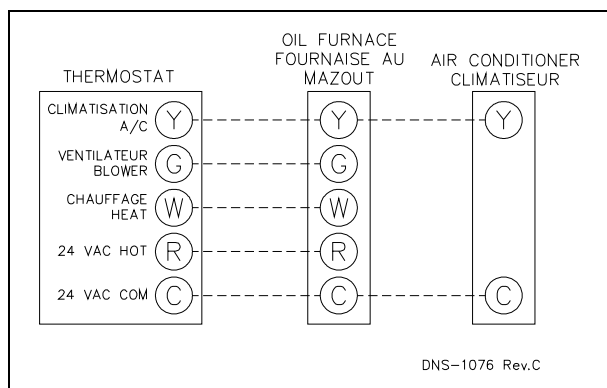 OIL FURNACE
FOURNAISE AU
MAZOUT
AIR CONDITIONER
CLIMATISEUR
THERMOSTAT
CLIMATISATION
A/C
Y Y Y
VENTILATEUR
BLOWER
G G
CHAUFFAGE
HEAT
W W
24 VAC HOT R R
24 VAC COM C C C
DNS-1076 Rev.C